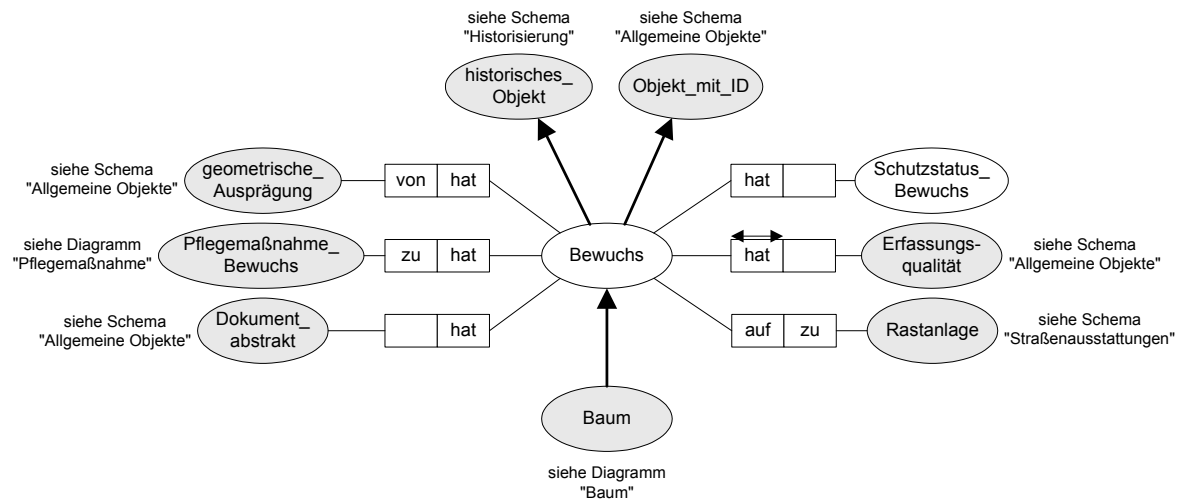 siehe Schema
"Historisierung"
siehe Schema
"Allgemeine Objekte"
historisches_
Objekt
Objekt_mit_ID
siehe Schema
"Allgemeine Objekte"
geometrische_
Ausprägung
von hat
hat
Schutzstatus_
Bewuchs
siehe Diagramm
"Pflegemaßnahme"
Pflegemaßnahme_
Bewuchs
zu hat
Bewuchs
hat
Erfassungs-
qualität
siehe Schema
"Allgemeine Objekte"
siehe Schema
"Allgemeine Objekte"
Dokument_
abstrakt
hat
auf zu
Rastanlage
siehe Schema
"Straßenausstattungen"
Baum
siehe Diagramm
"Baum"